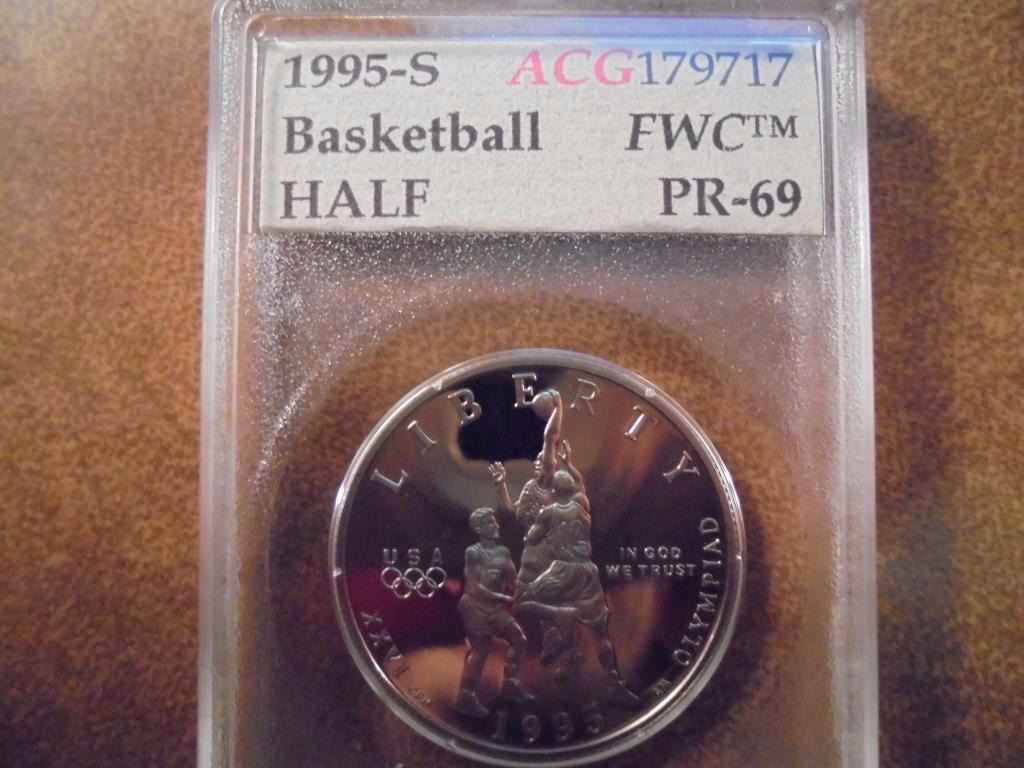 1995-S ACG179717
Basketball FWC™
HALF PR-69
LIBERTY
USA
IN GOD
WE TRUST
XXVI OLYMPIAD
1995